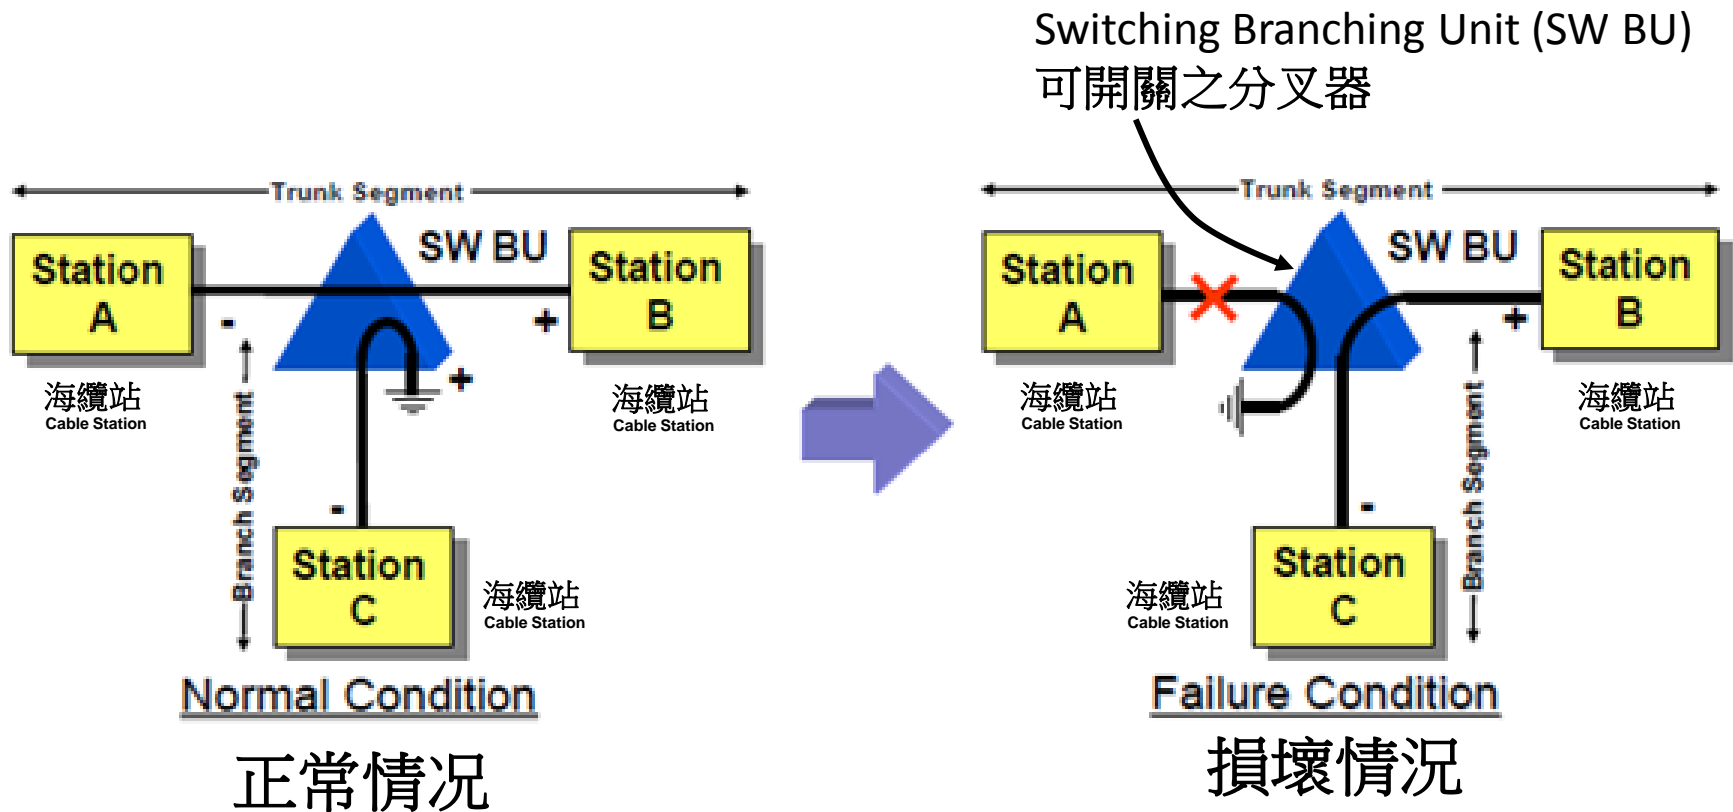 Switching Branching Unit (SW BU)
可開關之分叉器
Trunk Segment
Station
A
-
SW BU
+
Station
B
海纜站
Cable Station
+
海纜站
Cable Station
Branch Segment
-
Station
C
海纜站
Cable Station
Normal Condition
正常情况
Trunk Segment
Station
A
SW BU
+
Station
B
海纜站
Cable Station
海纜站
Cable Station
Branch Segment
-
Station
C
海纜站
Cable Station
Failure Condition
損壞情況